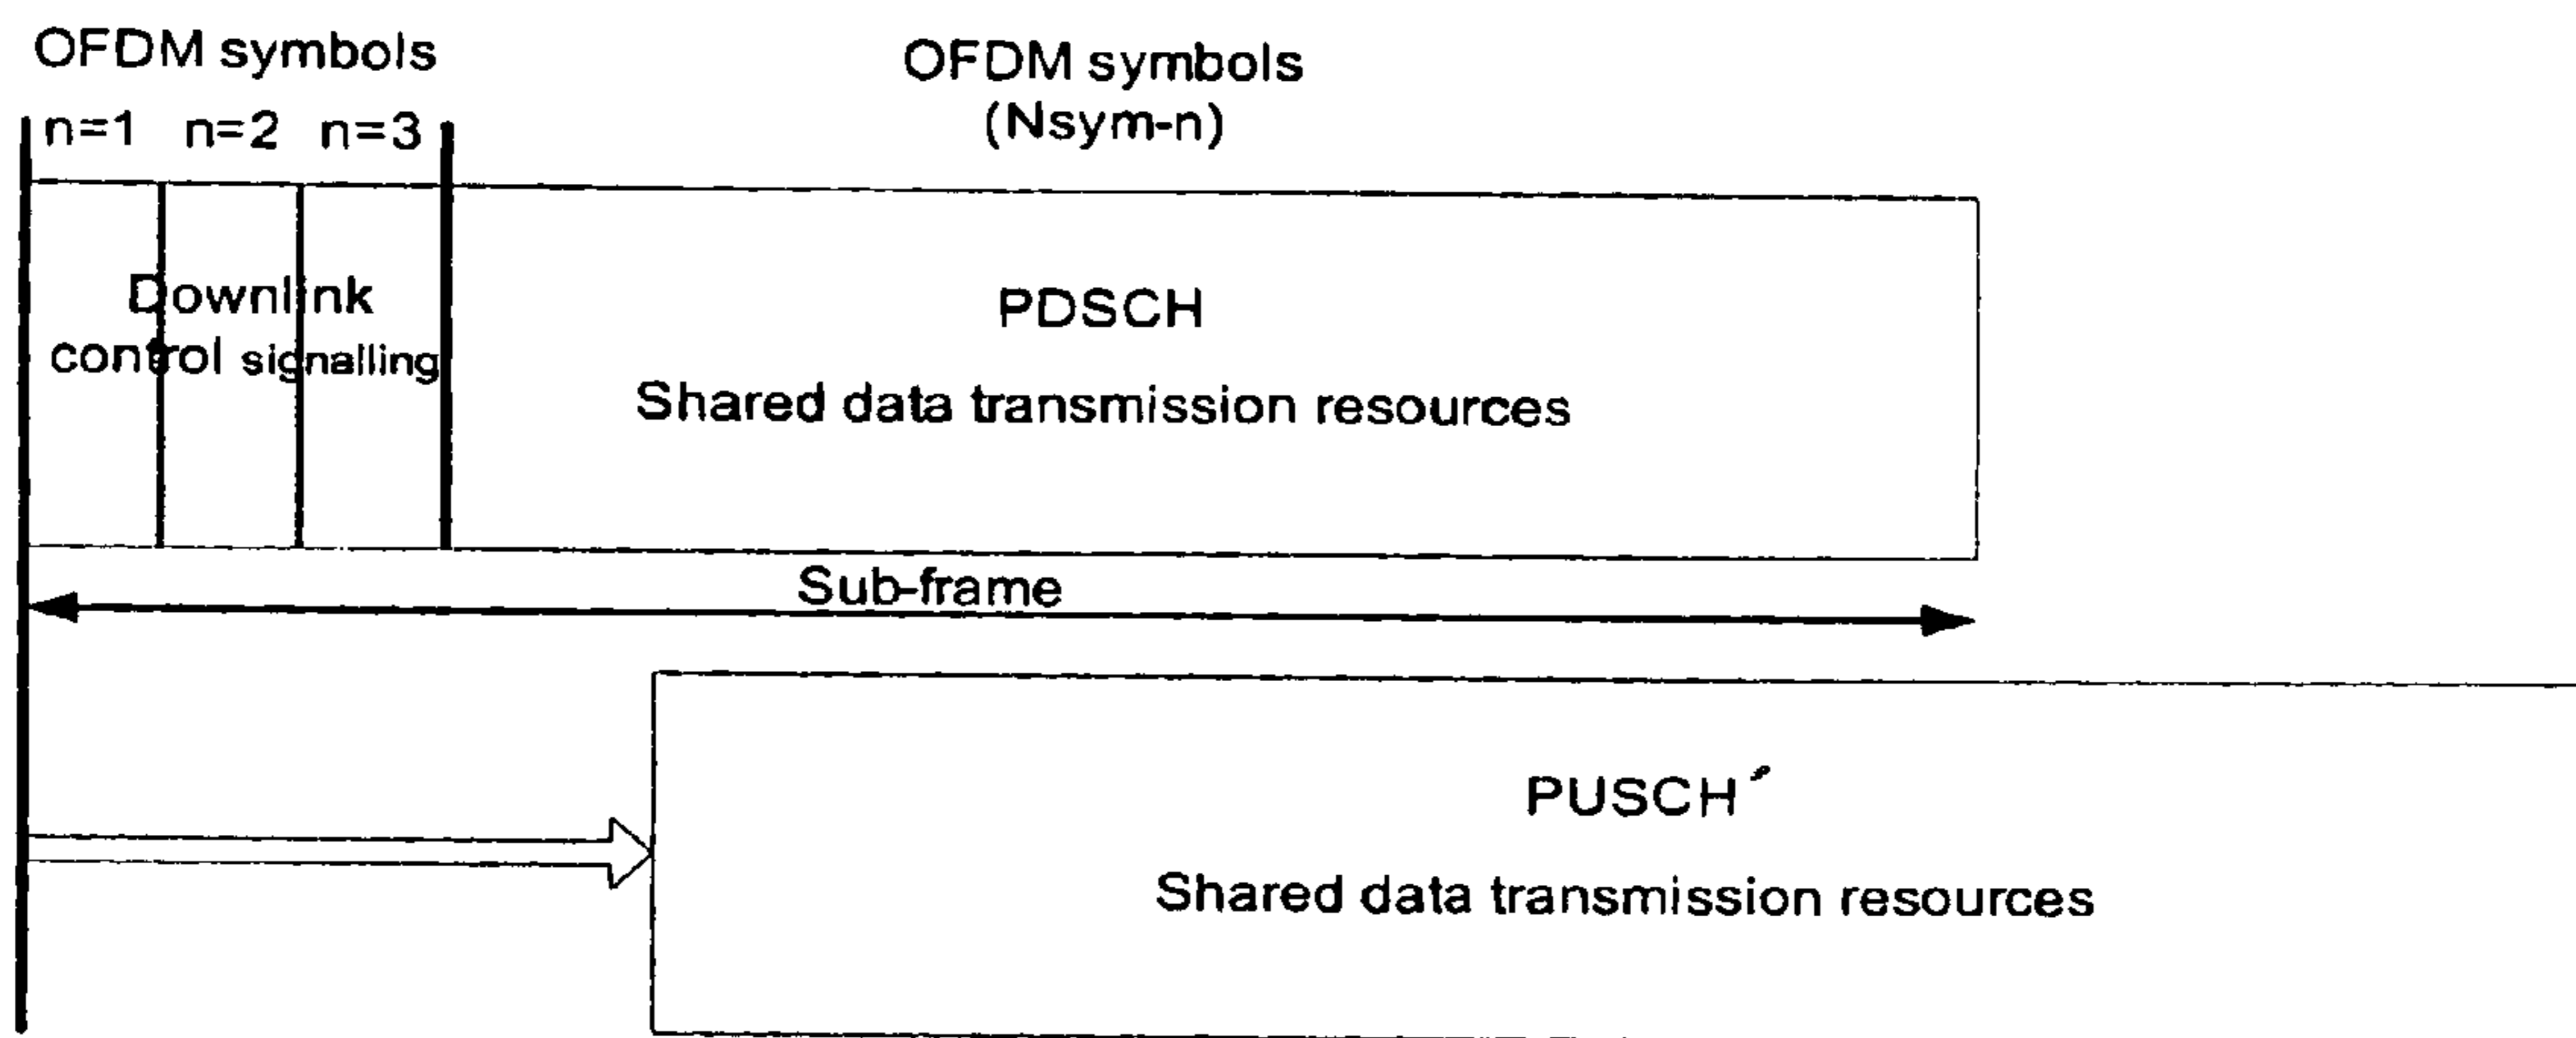 OFDM symbols
n=1 n=2 n=3
OFDM symbols
(Nsym-n)
Downlink
control signalling
PDSCH
Shared data transmission resources
Sub-frame
PUSCH
Shared data transmission resources